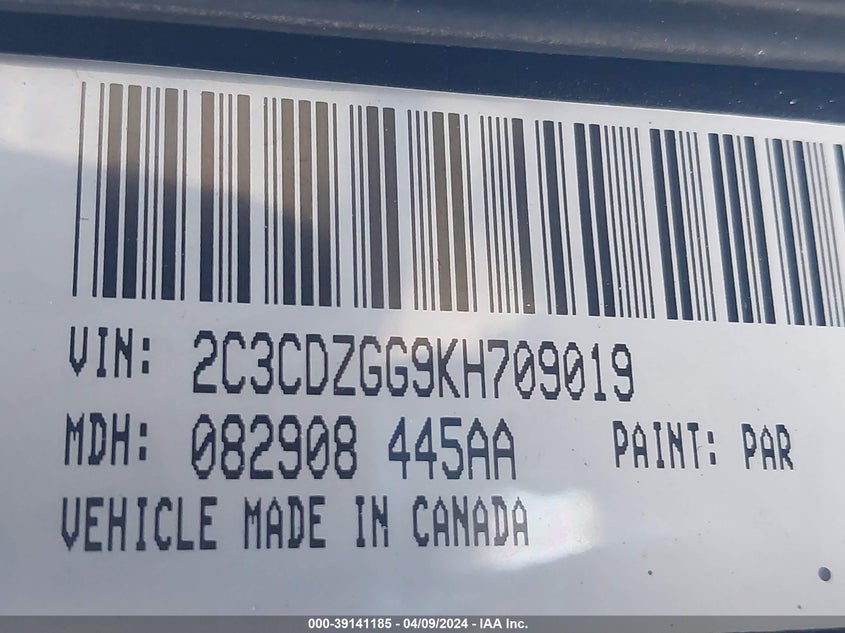 VIN: 2C3CDZGG9KH709019
MDH: 082908 445AA PAINT: PAR
VEHICLE MADE IN CANADA
000-39141185 - 04/09/2024 - IAA Inc.